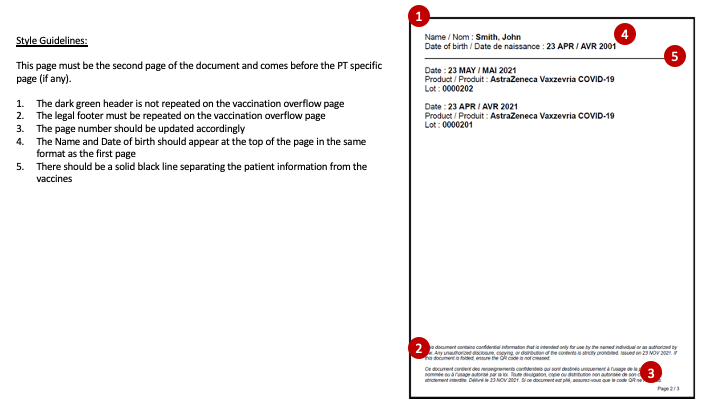 Style Guidelines:
This page must be the second page of the document and comes before the PT specific
page (if any).
1. The dark green header is not repeated on the vaccination overflow page
2. The legal footer must be repeated on the vaccination overflow page
3. The page number should be updated accordingly
4. The Name and Date of birth should appear at the top of the page in the same
format as the first page
5. There should be a solid black line separating the patient information from the
vaccines
1
Name / Nom : Smith, John
4
Date of birth / Date de naissance : 23 APR / AVR 2001
5
Date : 23 MAY / MAI 2021
Product / Produit : AstraZeneca Vaxzevria COVID-19
Lot : 0000202
Date : 23 APR / AVR 2021
Product / Produit : AstraZeneca Vaxzevria COVID-19
Lot : 0000201
2
document contains confidential information that is intended only for use by the named individual or as authorized by
Any unauthorized disclosure, copying, or distribution of the contents is strictly prohibited. Issued on 23 NOV 2021. If
this document is folded, ensure the QR code is not creased.
Ce document contient des renseignements confidentiels qui sont destinés uniquement à l'usage de la
nommée ou à l'usage autorisé par la loi. Toute divulgation, copie ou distribution non autorisée de son
strictement interdite. Délivré le 23 NOV 2021. Si ce document est plié, assurez-vous que le code QR
3
Page 2 / 3